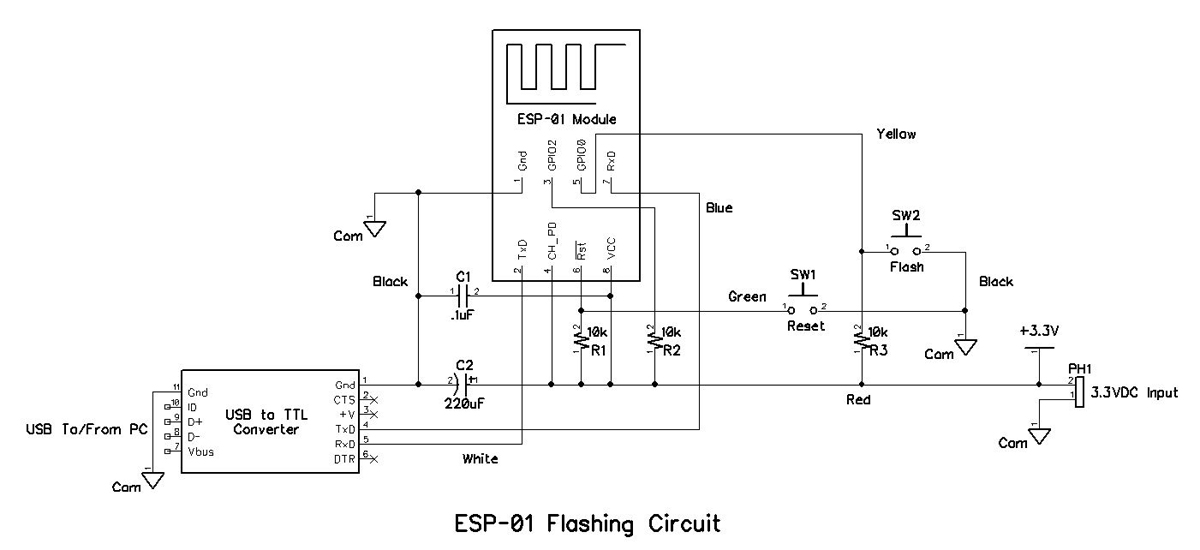 ESP-01 Module
Gnd
GPIO2
GPIO0
RxD
1
3
5
7
Yellow
Blue
1
Com
TxD
CH_PD
Rst
VCC
2
4
6
8
SW2
1
2
Flash
Black
C1
1
2
.1uF
Green
SW1
1
2
Reset
Black
1
Com
2
10k
1
R1
2
10k
1
R2
2
10k
1
R3
+3.3V
1
C2
2
+1
220uF
Red
PH1
2
1
3.3VDC Input
1
Com
USB to TTL
Converter
11 Gnd
10 ID
9 D+
8 D-
7 Vbus
Gnd 1
CTS 2
+V 3
TxD 4
RxD 5
DTR 6
USB To/From PC
1
Com
White
ESP-01 Flashing Circuit